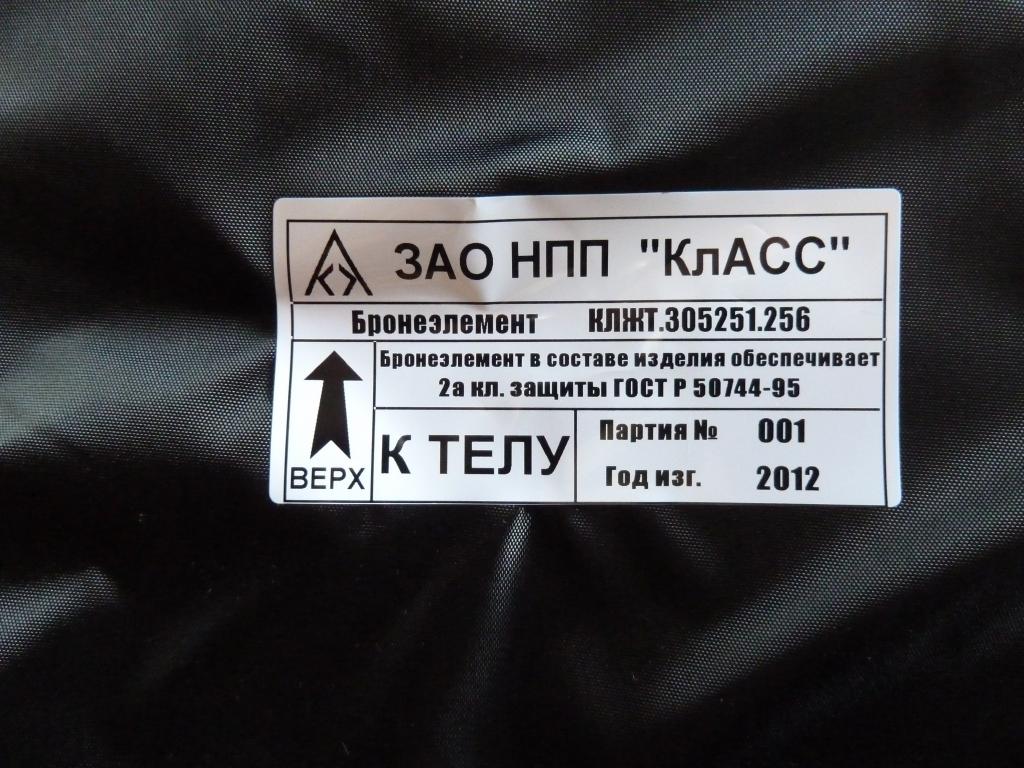 ЗАО НПП "КлАСС"
Бронеэлемент КЛЖТ.305251.256
Бронеэлемент в составе изделия обеспечивает
2а кл. защиты ГОСТ Р 50744-95
ВЕРХ
К ТЕЛУ
Партия № 001
Год изг. 2012